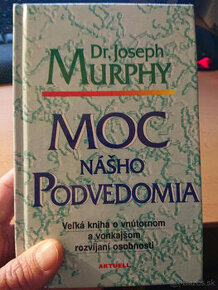 Dr. Joseph
MURPHY
MOC
NÁŠHO
PODVEDOMIA
Veľká kniha o vnútornom
a vonkajšom
rozvíjaní osobnosti
AKTUELL